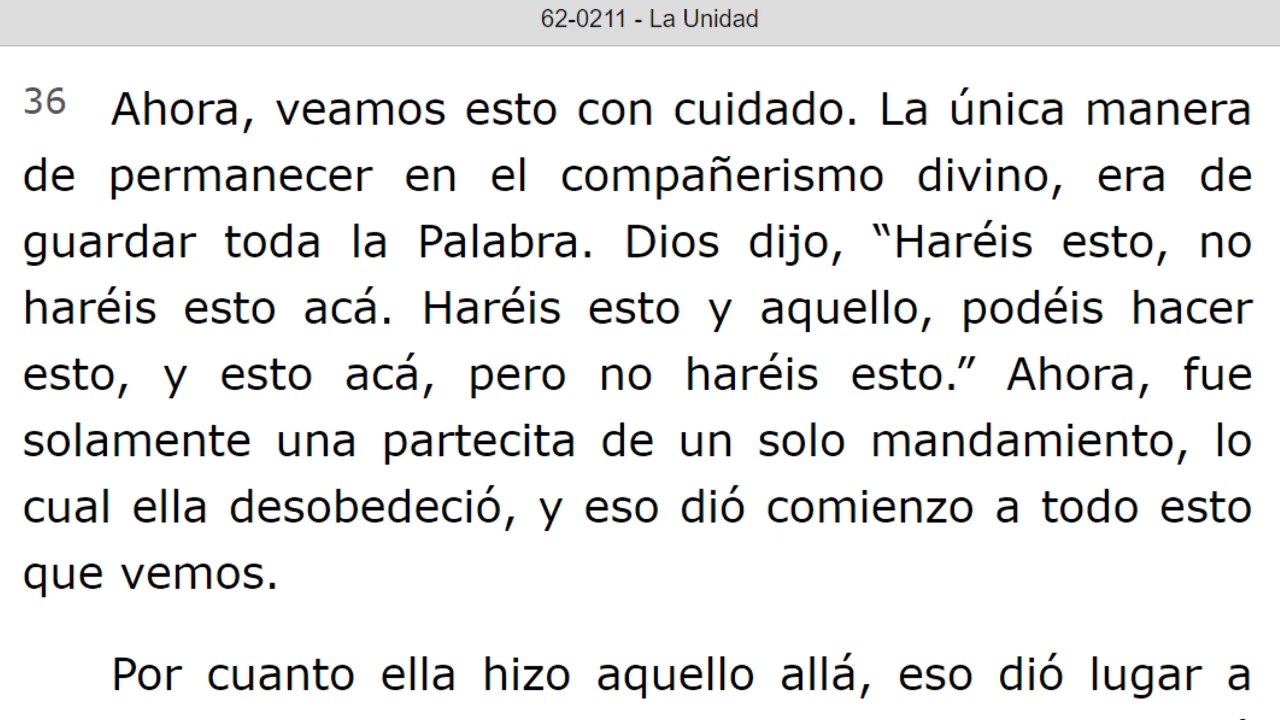 62-0211 - La Unidad
36 Ahora, veamos esto con cuidado. La única manera
de permanecer en el compañerismo divino, era de
guardar toda la Palabra. Dios dijo, “Haréis esto, no
haréis esto acá. Haréis esto y aquello, podéis hacer
esto, y esto acá, pero no haréis esto.” Ahora, fue
solamente una partecita de un solo mandamiento, lo
cual ella desobedeció, y eso dió comienzo a todo esto
que vemos.
Por cuanto ella hizo aquello allá, eso dió lugar a